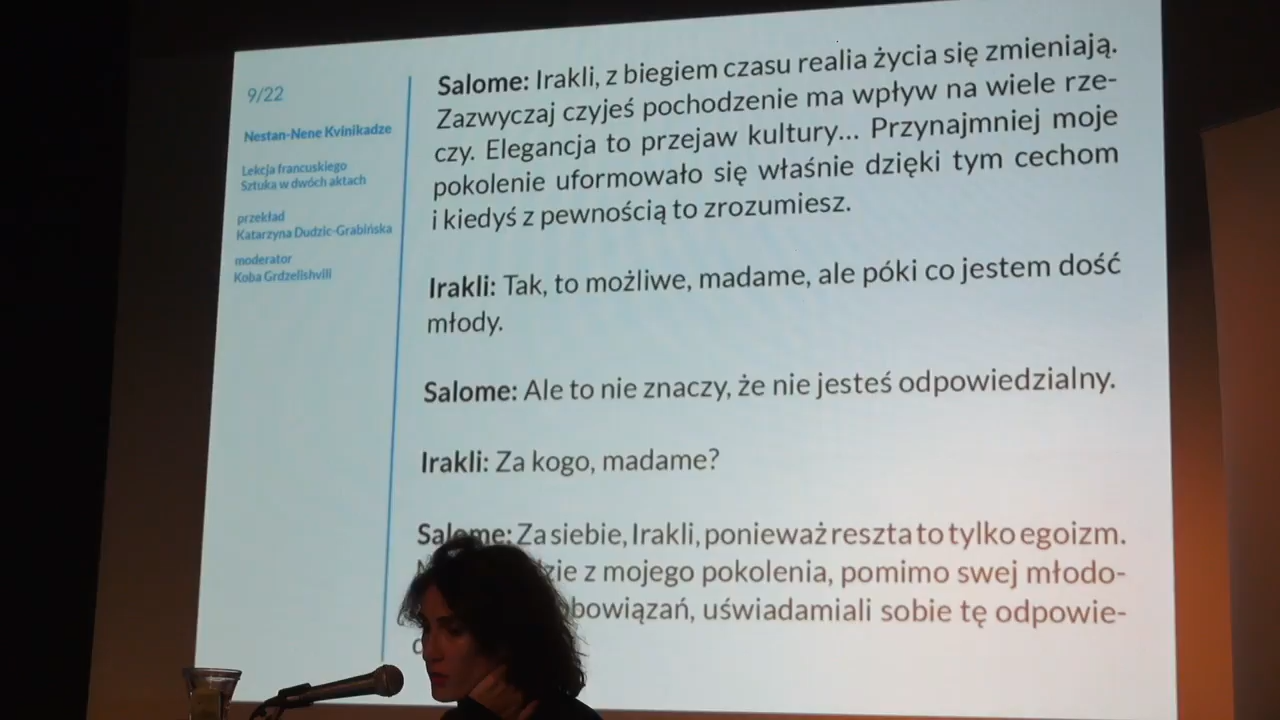 9/22
Nestan-Nene Kvinikadze
Lekcja francuskiego
Sztuka w dwóch aktach
przekład
Katarzyna Dudzic-Grabińska
moderator
Koba Grdzelishvili
Salome: Irakli, z biegiem czasu realia życia się zmieniają.
Zazwyczaj czyjeś pochodzenie ma wpływ na wiele rze-
czy. Elegancja to przejaw kultury... Przynajmniej moje
pokolenie uformowało się właśnie dzięki tym cechom
i kiedyś z pewnością to zrozumiesz.
Irakli: Tak, to możliwe, madame, ale póki co jestem dość
młody.
Salome: Ale to nie znaczy, że nie jesteś odpowiedzialny.
Irakli: Za kogo, madame?
Salome: Za siebie, Irakli, ponieważ reszta to tylko egoizm.
z mojego pokolenia, pomimo swej młodo-
uświadamiali sobie tę odpowie-